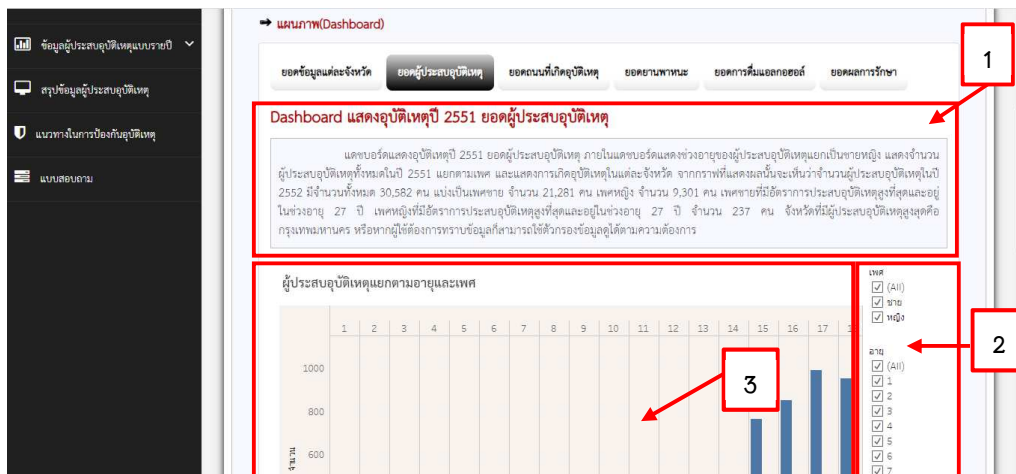 แผนภาพ(Dashboard)
ข้อมูลผู้ประสบอุบัติเหตุแบบรายปี
สรุปข้อมูลผู้ประสบอุบัติเหตุ
แนวทางในการป้องกันอุบัติเหตุ
แบบสอบถาม
ยอดข้อมูลแต่ละจังหวัด ยอดผู้ประสบอุบัติเหตุ ยอดถนนที่เกิดอุบัติเหตุ ยอดยานพาหนะ ยอดการดื่มแอลกอฮอล์ ยอดผลการรักษา
1
Dashboard แสดงอุบัติเหตุปี 2551 ยอดผู้ประสบอุบัติเหตุ
แดชบอร์ดแสดงอุบัติเหตุปี 2551 ยอดผู้ประสบอุบัติเหตุ ภายในแดชบอร์ดแสดงช่วงอายุของผู้ประสบอุบัติเหตุแยกเป็นชายหญิง แสดงจำนวน
ผู้ประสบอุบัติเหตุทั้งหมดในปี 2551 แยกตามเพศ และแสดงการเกิดอุบัติเหตุในแต่ละจังหวัด จากกราฟที่แสดงผลนั้นจะเห็นว่าจำนวนผู้ประสบอุบัติเหตุในปี
2552 มีจำนวนทั้งหมด 30,582 คน แบ่งเป็นเพศชาย จำนวน 21,281 คน เพศหญิง จำนวน 9,301 คน เพศชายที่มีอัตราการประสบอุบัติเหตุสูงที่สุดและอยู่
ในช่วงอายุ 27 ปี เพศหญิงที่มีอัตราการประสบอุบัติเหตุสูงที่สุดและอยู่ในช่วงอายุ 27 ปี จำนวน 237 คน จังหวัดที่มีผู้ประสบอุบัติเหตุสูงสุดคือ
กรุงเทพมหานคร หรือหากผู้ใช้ต้องการทราบข้อมูลก็สามารถใช้ตัวกรองข้อมูลดูได้ตามความต้องการ
ผู้ประสบอุบัติเหตุแยกตามอายุและเพศ
1 2 3 4 5 6 7 8 9 10 11 12 13 14 15 16 17
1000
800
600
จำนวน
3
เพศ
(All)
ชาย
หญิง
อายุ
(All)
1
2
3
4
5
6
7
2